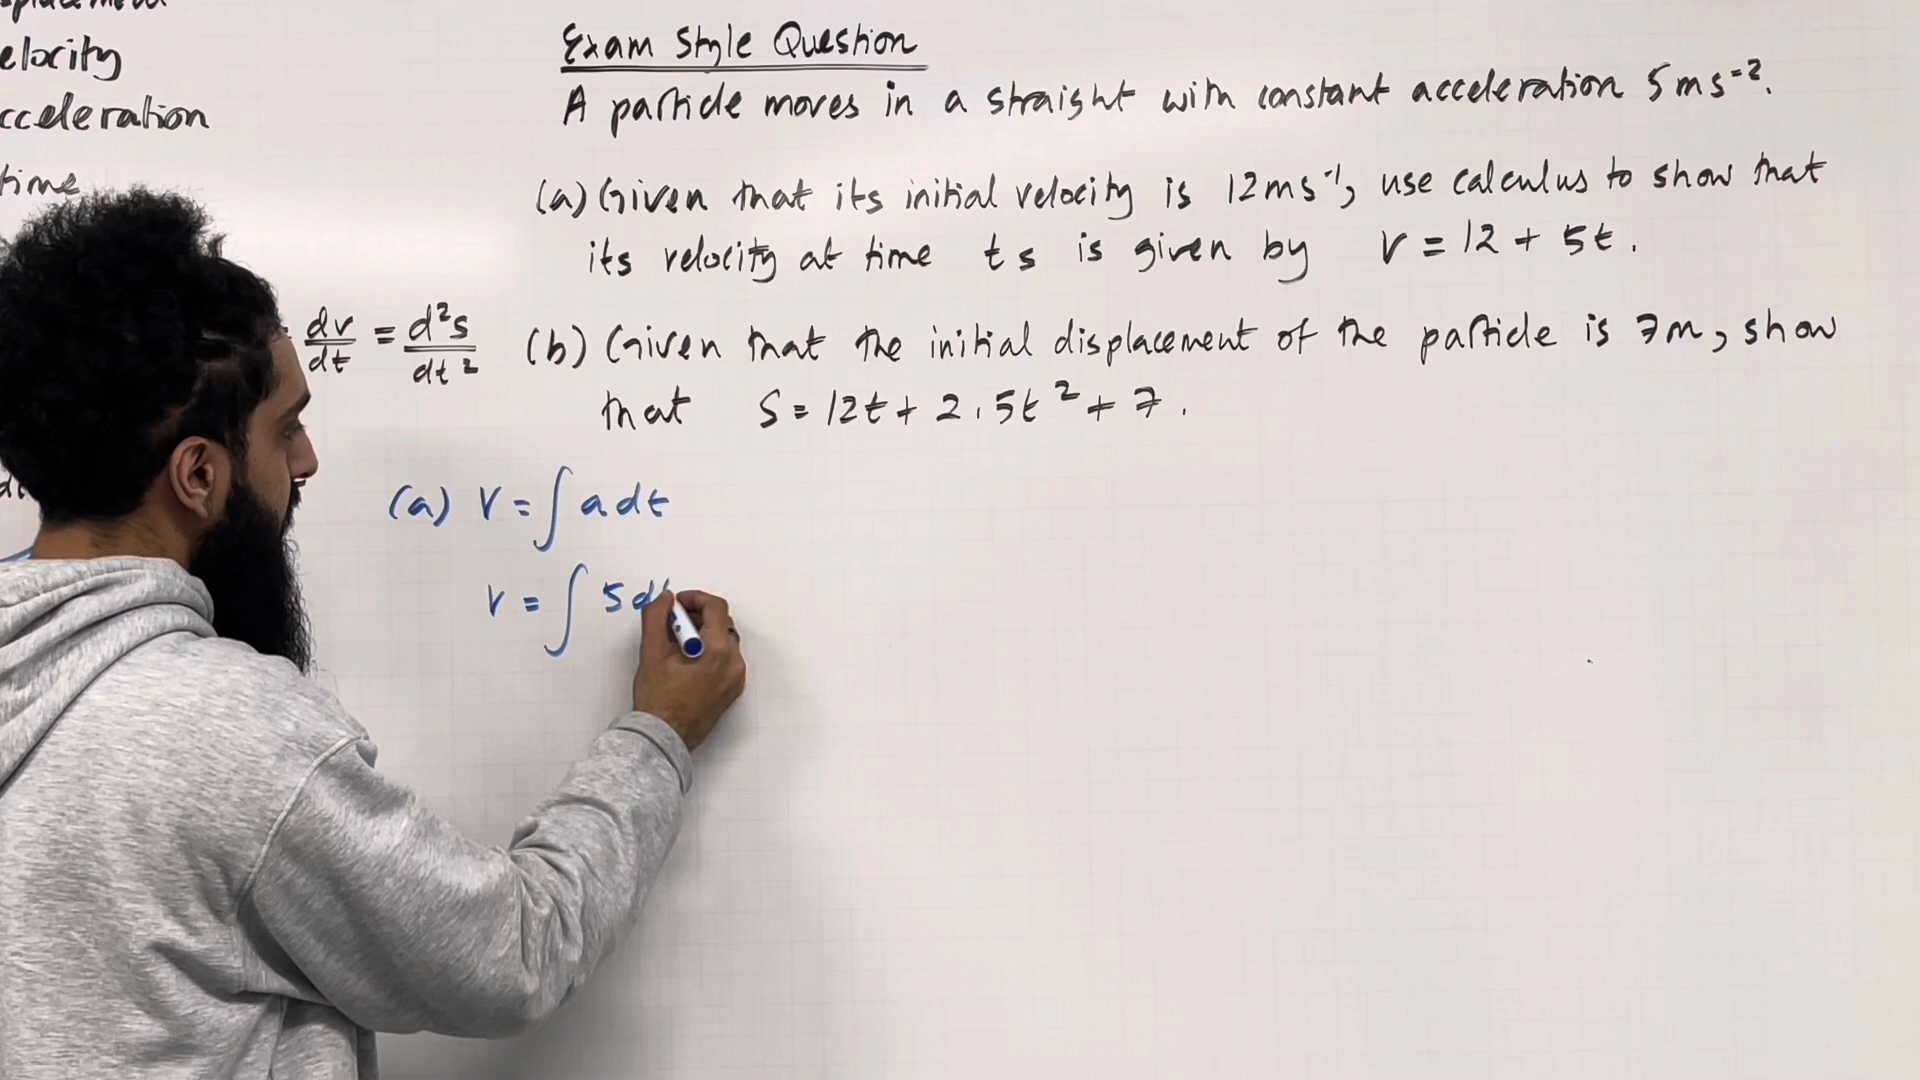 Exam Style Question
A particle moves in a straight with constant acceleration 5ms⁻².
(a) Given that its initial velocity is 12ms⁻¹, use calculus to show that
its velocity at time t s is given by v = 12 + 5t.
(b) Given that the initial displacement of the particle is 7m, show
that s = 12t + 2.5t² + 7.
elocity
cceleration
time
dv/dt = d²s/dt²
(a) v = ∫ a dt
v = ∫ 5 d